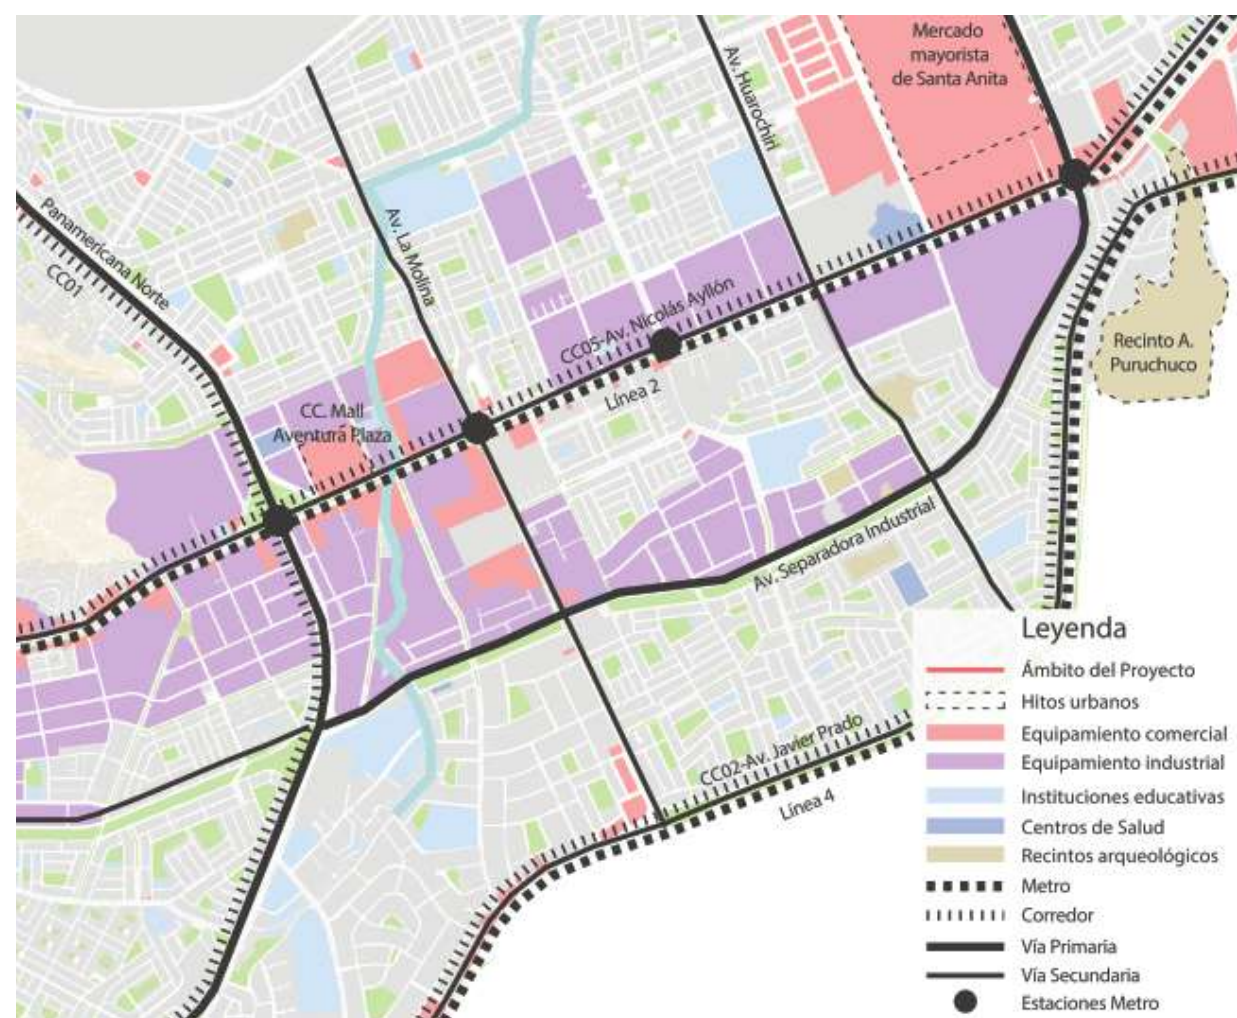 Mercado
mayorista
de Santa Anita
Av. Huarochiri
Panamericana Norte
CC01
Av. La Molina
CC05-Av. Nicolás Ayllón
Línea 2
Recinto A.
Puruchuco
CC. Mall
Aventura Plaza
Av. Separadora Industrial
CC02-Av. Javier Prado
Línea 4
Leyenda
Ámbito del Proyecto
Hitos urbanos
Equipamiento comercial
Equipamiento industrial
Instituciones educativas
Centros de Salud
Recintos arqueológicos
Metro
Corredor
Vía Primaria
Vía Secundaria
Estaciones Metro